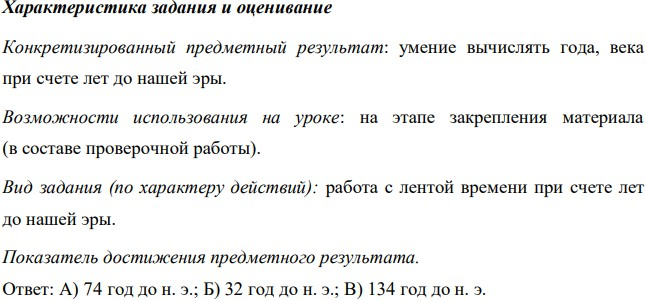 Характеристика задания и оценивание
Конкретизированный предметный результат: умение вычислять года, века
при счете лет до нашей эры.
Возможности использования на уроке: на этапе закрепления материала
(в составе проверочной работы).
Вид задания (по характеру действий): работа с лентой времени при счете лет
до нашей эры.
Показатель достижения предметного результата.
Ответ: А) 74 год до н. э.; Б) 32 год до н. э.; В) 134 год до н. э.